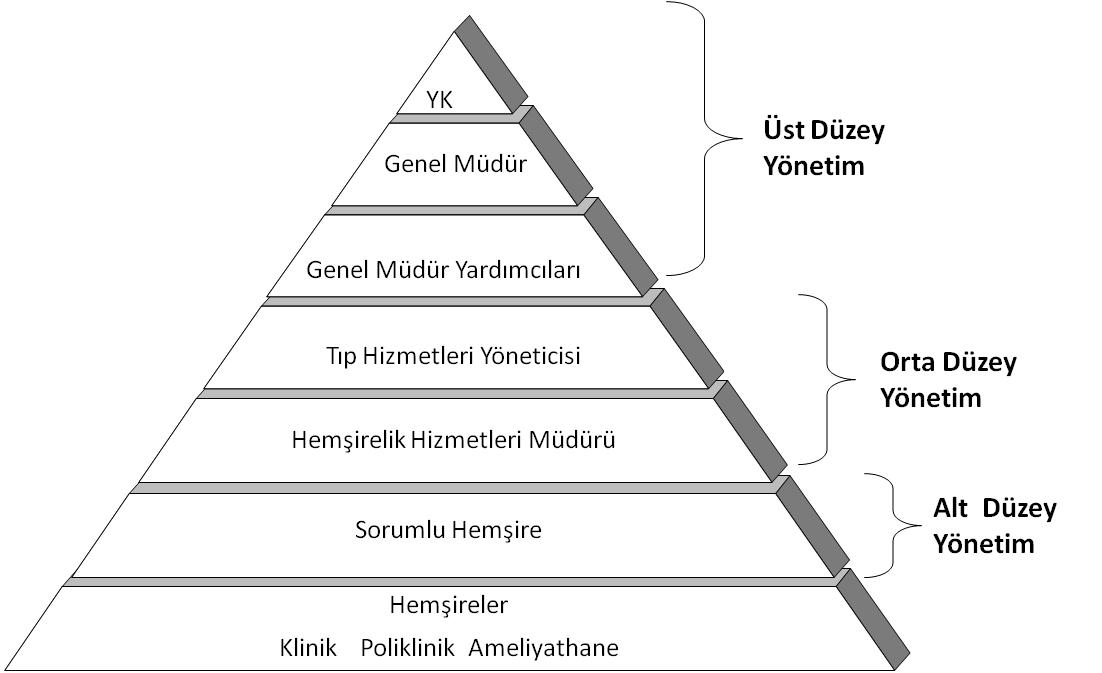 YK
Genel Müdür
Genel Müdür Yardımcıları
Üst Düzey
Yönetim
Tıp Hizmetleri Yöneticisi
Hemşirelik Hizmetleri Müdürü
Orta Düzey
Yönetim
Sorumlu Hemşire
Alt Düzey
Yönetim
Hemşireler
Klinik Poliklinik Ameliyathane